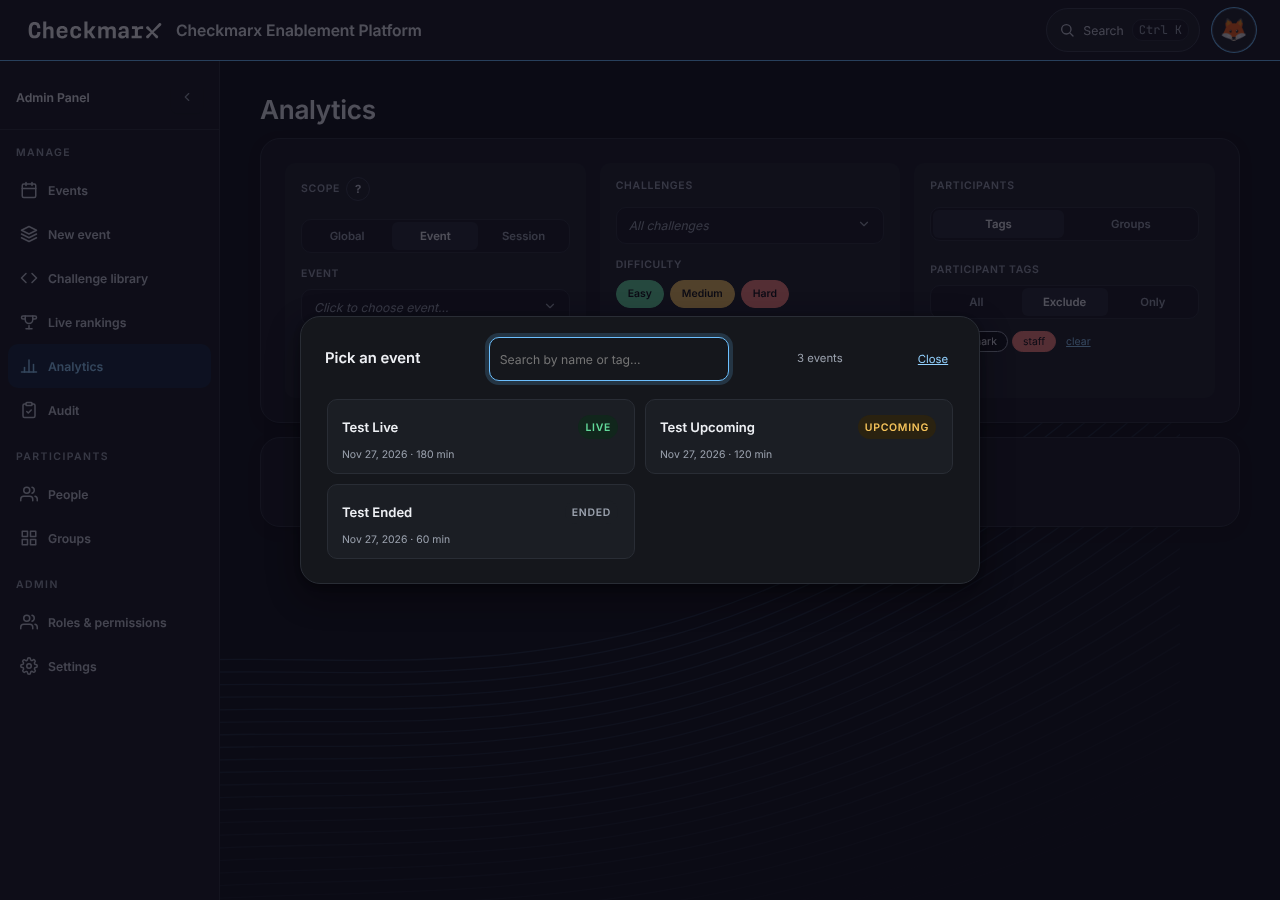 Checkmarx Checkmarx Enablement Platform
Search Ctrl K
Admin Panel
MANAGE
Events
New event
Challenge library
Live rankings
Analytics
Audit
PARTICIPANTS
People
Groups
ADMIN
Roles & permissions
Settings
Analytics
SCOPE ?
Global Event Session
EVENT
Click to choose event...
CHALLENGES
All challenges
DIFFICULTY
Easy Medium Hard
PARTICIPANTS
Tags Groups
PARTICIPANT TAGS
All Exclude Only
staff clear
Pick an event
Search by name or tag...
3 events
Close
Test Live LIVE
Nov 27, 2026 · 180 min
Test Upcoming UPCOMING
Nov 27, 2026 · 120 min
Test Ended ENDED
Nov 27, 2026 · 60 min